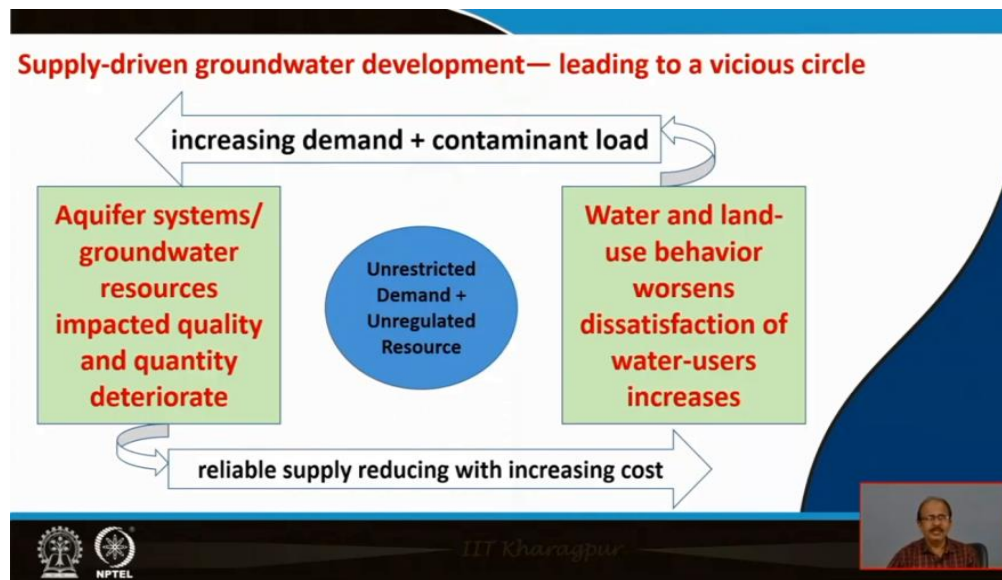 Supply-driven groundwater development— leading to a vicious circle
increasing demand + contaminant load
Aquifer systems/
groundwater
resources
impacted quality
and quantity
deteriorate
Unrestricted
Demand +
Unregulated
Resource
Water and land-
use behavior
worsens
dissatisfaction of
water-users
increases
reliable supply reducing with increasing cost
NPTEL
IIT Kharagpur